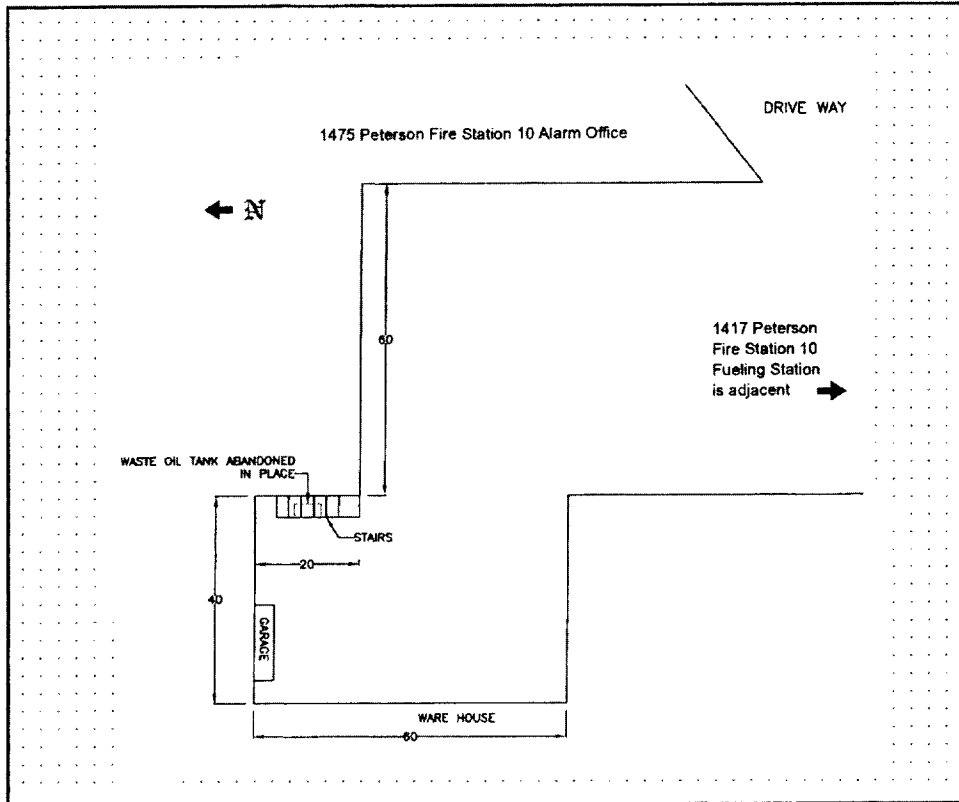 DRIVE WAY
1475 Peterson Fire Station 10 Alarm Office
N
60
1417 Peterson
Fire Station 10
Fueling Station
is adjacent
WASTE OIL TANK ABANDONED
IN PLACE
STAIRS
20
40
GARAGE
WARE HOUSE
60